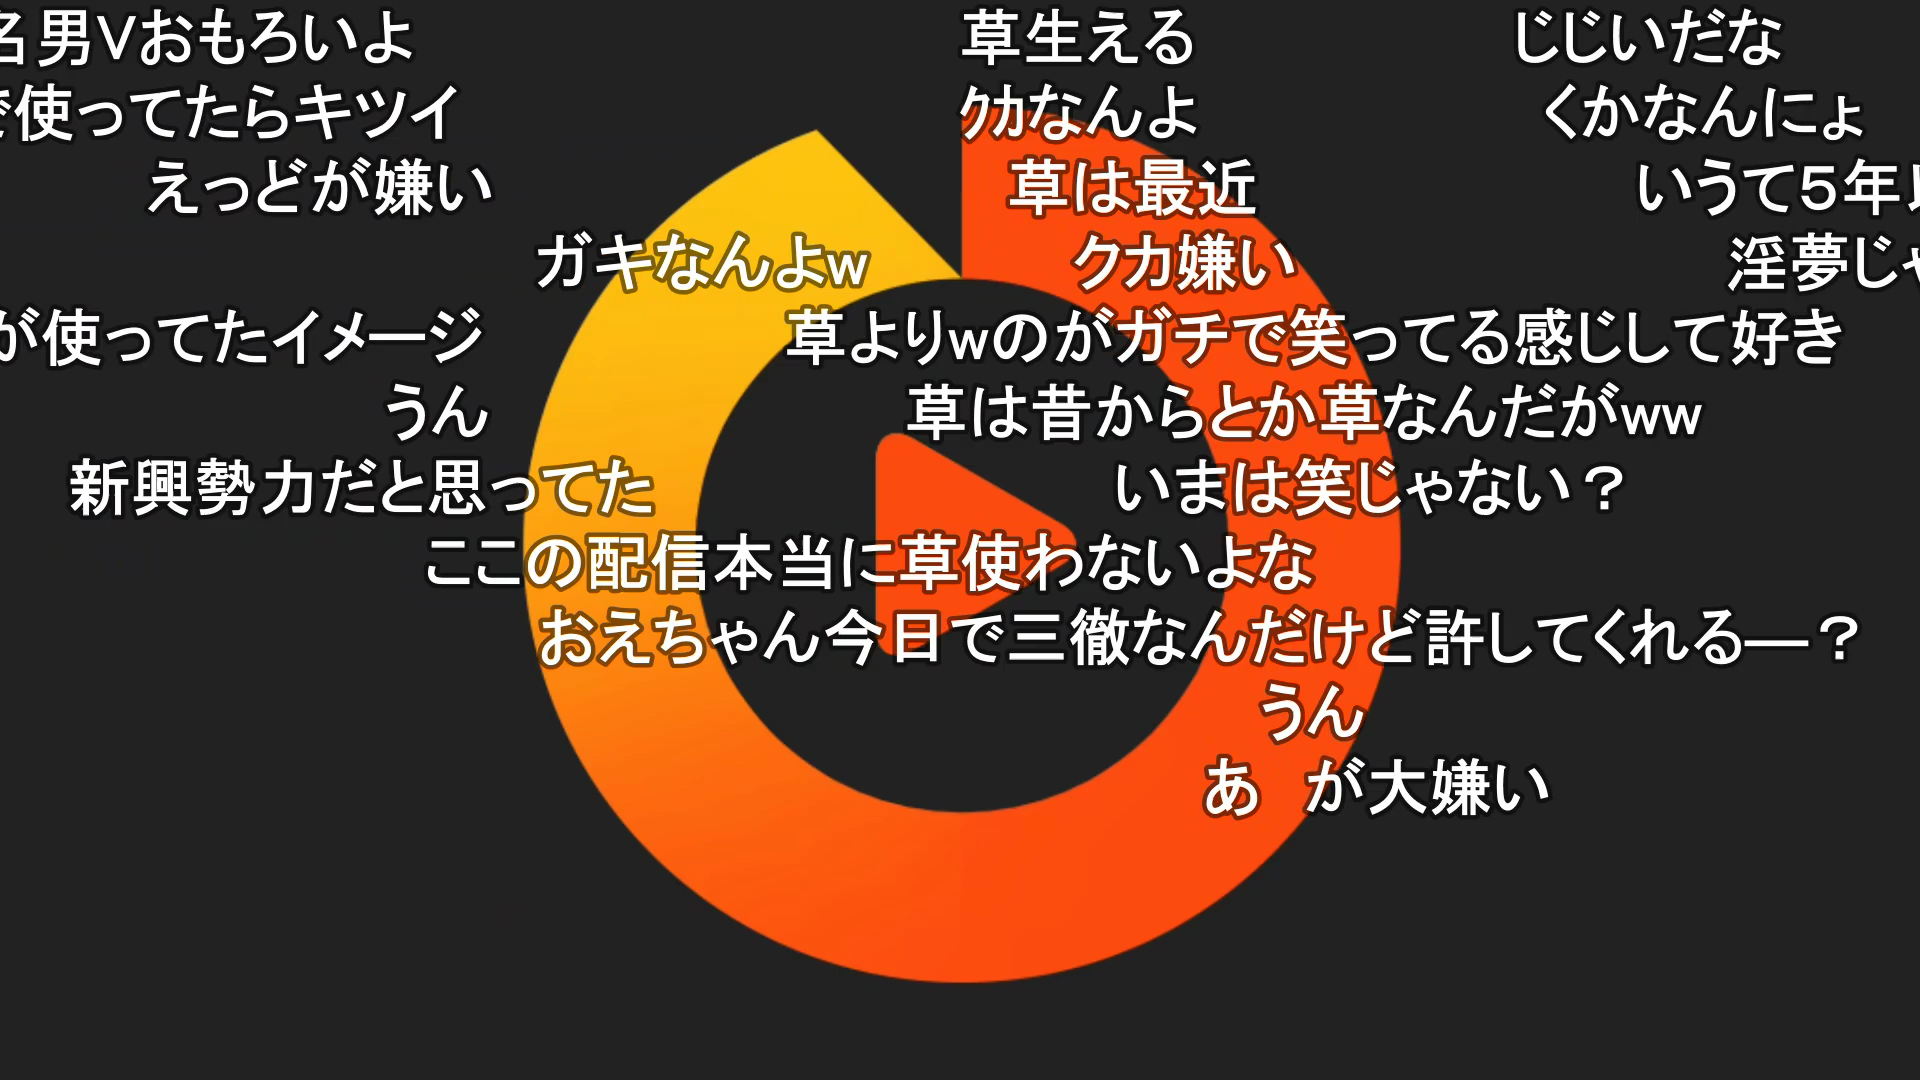 名男Vおもろいよ
草生える
じじいだな
使ってたらキツイ
クカなんよ
くかなんにょ
えっどが嫌い
草は最近
いうて5年
ガキなんよw
クカ嫌い
淫夢じゃ
が使ってたイメージ
草よりwのがガチで笑ってる感じして好き
うん
草は昔からとか草なんだがww
新興勢力だと思ってた
いまは笑じゃない？
ここの配信本当に草使わないよな
おえちゃん今日で三徹なんだけど許してくれる―？
うん
あ　が大嫌い